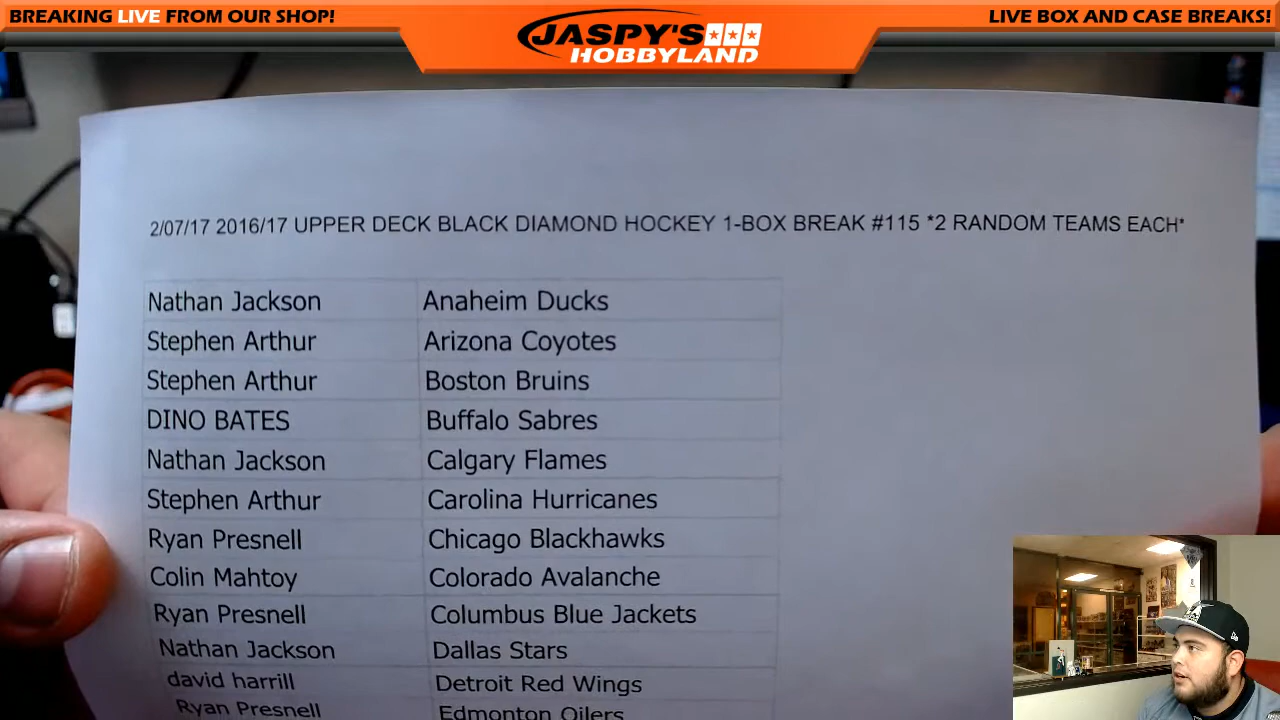 BREAKING LIVE FROM OUR SHOP!
JASPY'S
HOBBYLAND
LIVE BOX AND CASE BREAKS!
2/07/17 2016/17 UPPER DECK BLACK DIAMOND HOCKEY 1-BOX BREAK #115 *2 RANDOM TEAMS EACH*
Nathan Jackson Anaheim Ducks
Stephen Arthur Arizona Coyotes
Stephen Arthur Boston Bruins
DINO BATES Buffalo Sabres
Nathan Jackson Calgary Flames
Stephen Arthur Carolina Hurricanes
Ryan Presnell Chicago Blackhawks
Colin Mahtoy Colorado Avalanche
Ryan Presnell Columbus Blue Jackets
Nathan Jackson Dallas Stars
david harrill Detroit Red Wings
Ryan Presnell Edmonton Oilers